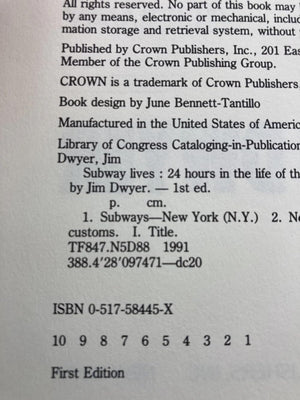 All rights reserved. No part of this book may
by any means, electronic or mechanical, inclu
mation storage and retrieval system, without
Published by Crown Publishers, Inc., 201 Eas
Member of the Crown Publishing Group.
CROWN is a trademark of Crown Publishers
Book design by June Bennett-Tantillo
Manufactured in the United States of Americ
Library of Congress Cataloging-in-Publication
Dwyer, Jim
Subway lives : 24 hours in the life of th
by Jim Dwyer. — 1st ed.
p. cm.
1. Subways—New York (N.Y.) 2. Ne
customs. I. Title.
TF847.N5D88 1991
388.4'28'097471—dc20
ISBN 0-517-58445-X
10 9 8 7 6 5 4 3 2 1
First Edition